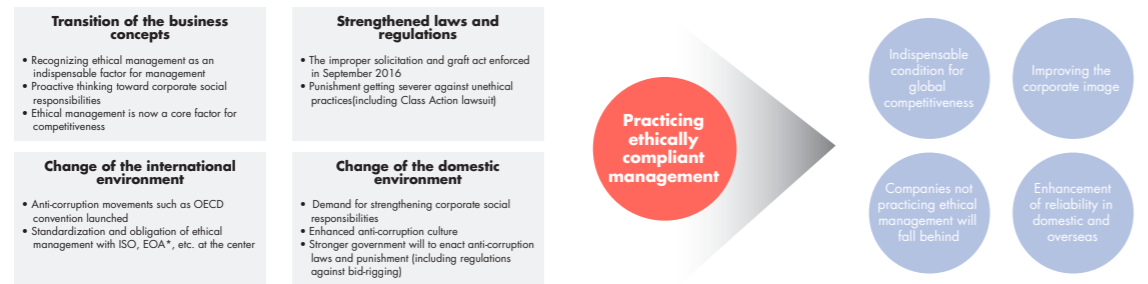 Transition of the business
concepts
• Recognizing ethical management as an
indispensable factor for management
• Proactive thinking toward corporate social
responsibilities
• Ethical management is now a core factor for
competitiveness
Strengthened laws and
regulations
• The improper solicitation and graft act enforced
in September 2016
• Punishment getting severer against unethical
practices(including Class Action lawsuit)
Change of the international
environment
• Anti-corruption movements such as OECD
convention launched
• Standardization and obligation of ethical
management with ISO, EOA*, etc. at the center
Change of the domestic
environment
• Demand for strengthening corporate social
responsibilities
• Enhanced anti-corruption culture
• Stronger government will to enact anti-corruption
laws and punishment (including regulations
against bid-rigging)
Practicing
ethically
compliant
management
Indispensable
condition for
global
competitiveness
Improving the
corporate image
Companies not
practicing ethical
management will
fall behind
Enhancement
of reliability in
domestic and
overseas